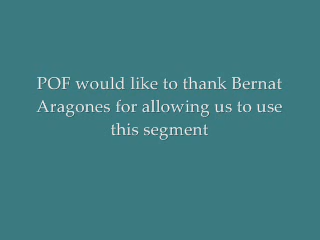 POF would like to thank Bernat
Aragones for allowing us to use
this segment